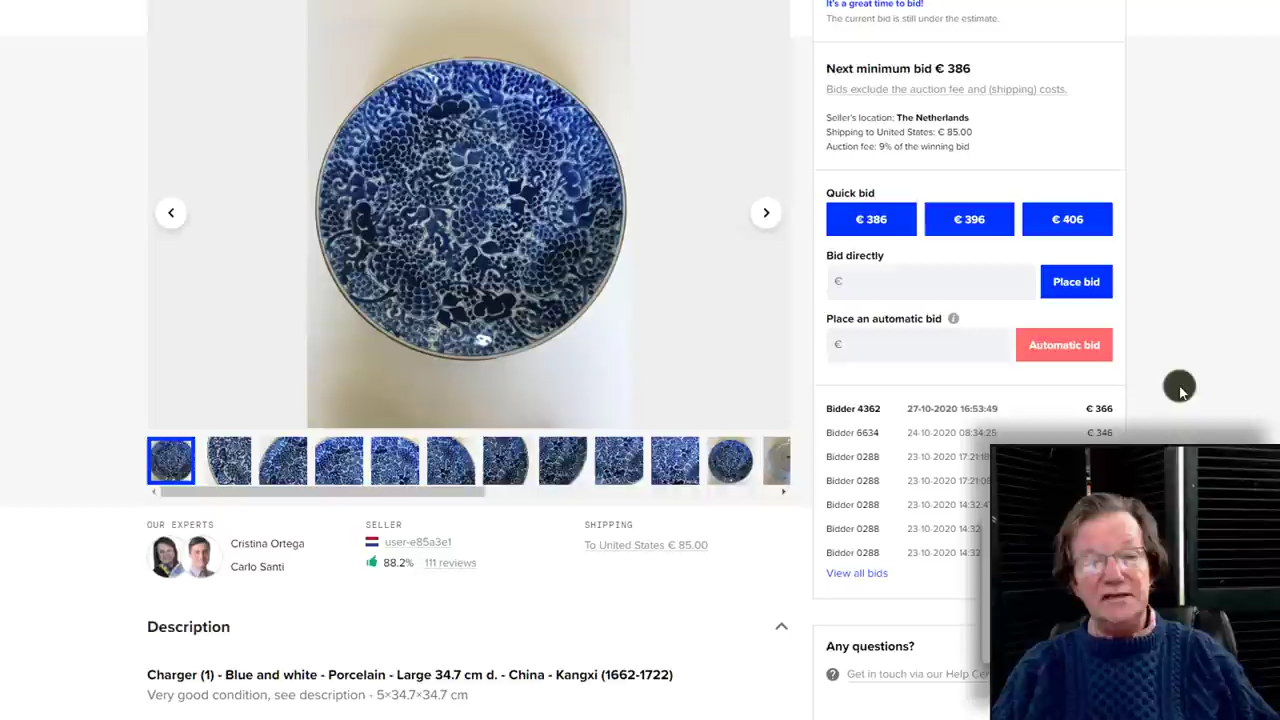 It's a great time to bid!
The current bid is still under the estimate.
Next minimum bid € 386
Bids exclude the auction fee and (shipping) costs.
Seller's location: The Netherlands
Shipping to United States: € 85.00
Auction fee: 9% of the winning bid
Quick bid
€ 386 € 396 € 406
Bid directly
€ Place bid
Place an automatic bid
€ Automatic bid
Bidder 4362 27-10-2020 16:53:49 € 366
Bidder 6634 24-10-2020 08:34:25 € 346
Bidder 0288 23-10-2020 17:21:18
Bidder 0288 23-10-2020
Bidder 0288 23-10-2020
Bidder 0288 23-10-2020
Bidder 0288 23-10-2020
View all bids
Any questions?
Get in touch via our Help
OUR EXPERTS
Cristina Ortega
Carlo Santi
SELLER
user-e85a3e1
88.2% 111 reviews
SHIPPING
To United States € 85.00
Description
Charger (1) - Blue and white - Porcelain - Large 34.7 cm d. - China - Kangxi (1662-1722)
Very good condition, see description - 5×34.7×34.7 cm